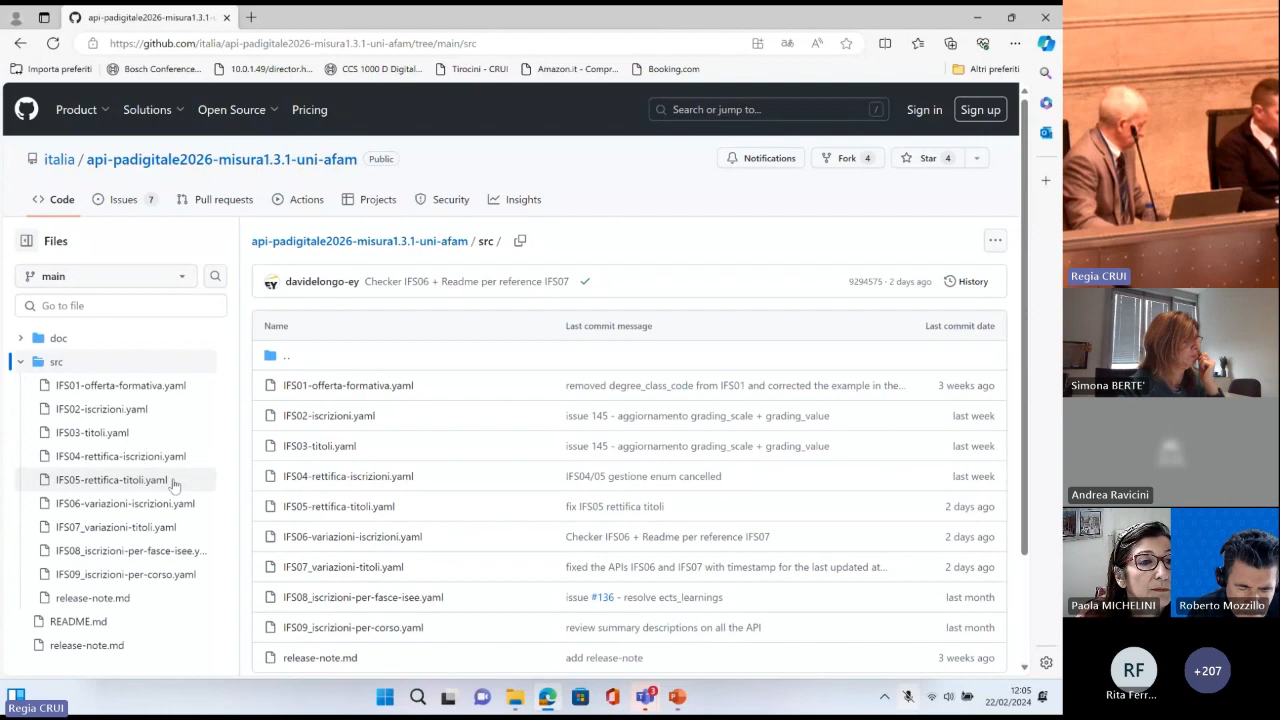 api-padigitale2026-misura1.3.1-
https://github.com/italia/api-padigitale2026-misura1.3.1-uni-afam/tree/main/src
Importa preferiti
Bosch Conference...
10.0.1.49/director.h...
CCS 1000 D Digital...
Tirocini - CRUI
Amazon.it - Compr...
Booking.com
Altri preferiti
Product
Solutions
Open Source
Pricing
Search or jump to...
/
Sign in
Sign up
italia / api-padigitale2026-misura1.3.1-uni-afam
Public
Notifications
Fork 4
Star 4
Code
Issues 7
Pull requests
Actions
Projects
Security
Insights
Files
main
Go to file
doc
src
IFS01-offerta-formativa.yaml
IFS02-iscrizioni.yaml
IFS03-titoli.yaml
IFS04-rettifica-iscrizioni.yaml
IFS05-rettifica-titoli.yaml
IFS06-variazioni-iscrizioni.yaml
IFS07_variazioni-titoli.yaml
IFS08_iscrizioni-per-fasce-isee.y...
IFS09_iscrizioni-per-corso.yaml
release-note.md
README.md
release-note.md
api-padigitale2026-misura1.3.1-uni-afam / src /
EY
davidelongo-ey Checker IFS06 + Readme per reference IFS07
9294575 · 2 days ago
History
Name Last commit message Last commit date
..
IFS01-offerta-formativa.yaml removed degree_class_code from IFS01 and corrected the example in the... 3 weeks ago
IFS02-iscrizioni.yaml issue 145 - aggiornamento grading_scale + grading_value last week
IFS03-titoli.yaml issue 145 - aggiornamento grading_scale + grading_value last week
IFS04-rettifica-iscrizioni.yaml IFS04/05 gestione enum cancelled last week
IFS05-rettifica-titoli.yaml fix IFS05 rettifica titoli 2 days ago
IFS06-variazioni-iscrizioni.yaml Checker IFS06 + Readme per reference IFS07 2 days ago
IFS07_variazioni-titoli.yaml fixed the APIs IFS06 and IFS07 with timestamp for the last updated at... 2 days ago
IFS08_iscrizioni-per-fasce-isee.yaml issue #136 - resolve ects_learnings last month
IFS09_iscrizioni-per-corso.yaml review summary descriptions on all the API last month
release-note.md add release-note 3 weeks ago
12:05
22/02/2024
Regia CRUI
Regia CRUI
Simona BERTE'
Andrea Ravicini
Paola MICHELINI
Roberto Mozzillo
RF
Rita Ferr...
+207